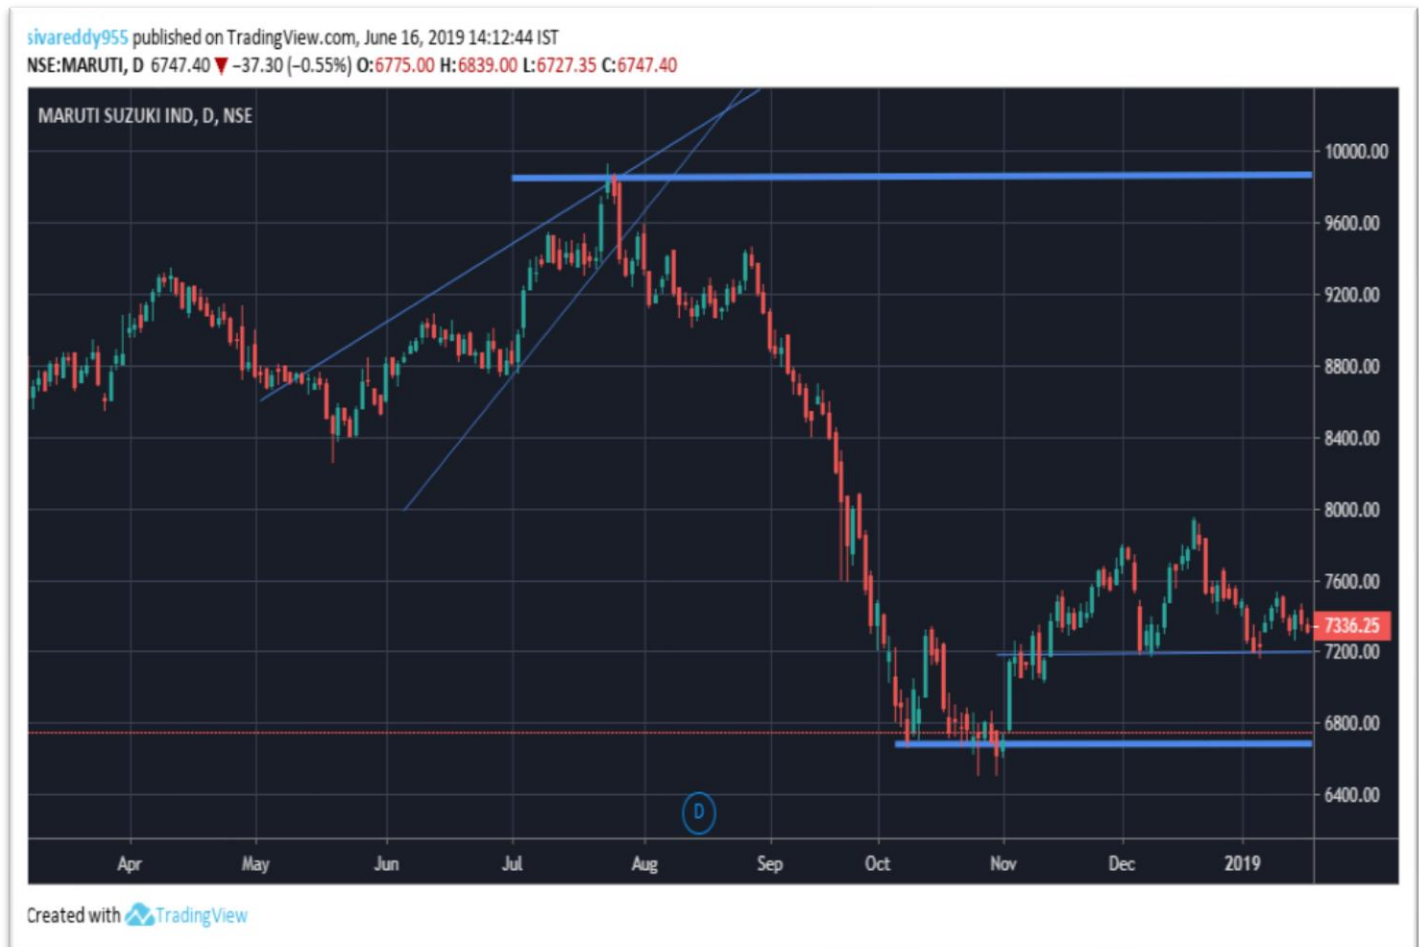 sivareddy955 published on TradingView.com, June 16, 2019 14:12:44 IST
NSE:MARUTI, D 6747.40 ▼ −37.30 (−0.55%) O:6775.00 H:6839.00 L:6727.35 C:6747.40
MARUTI SUZUKI IND, D, NSE
10000.00
9600.00
9200.00
8800.00
8400.00
8000.00
7600.00
7336.25
7200.00
6800.00
6400.00
D
Apr May Jun Jul Aug Sep Oct Nov Dec 2019
Created with TradingView